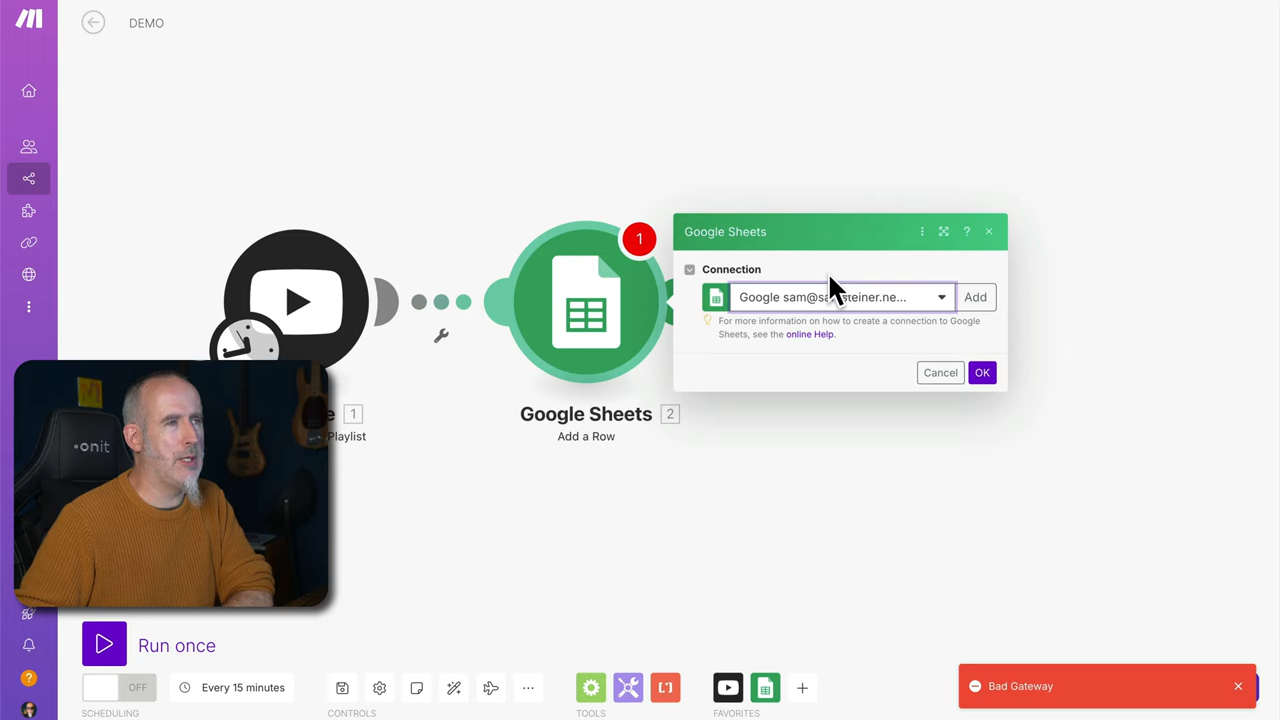 DEMO
1
Google Sheets
Connection
Google sam@sa steiner.ne...
Add
For more information on how to create a connection to Google
Sheets, see the online Help.
Cancel
OK
e 1
Playlist
Google Sheets 2
Add a Row
onit
Run once
OFF
Every 15 minutes
...
SCHEDULING
CONTROLS
TOOLS
FAVORITES
Bad Gateway